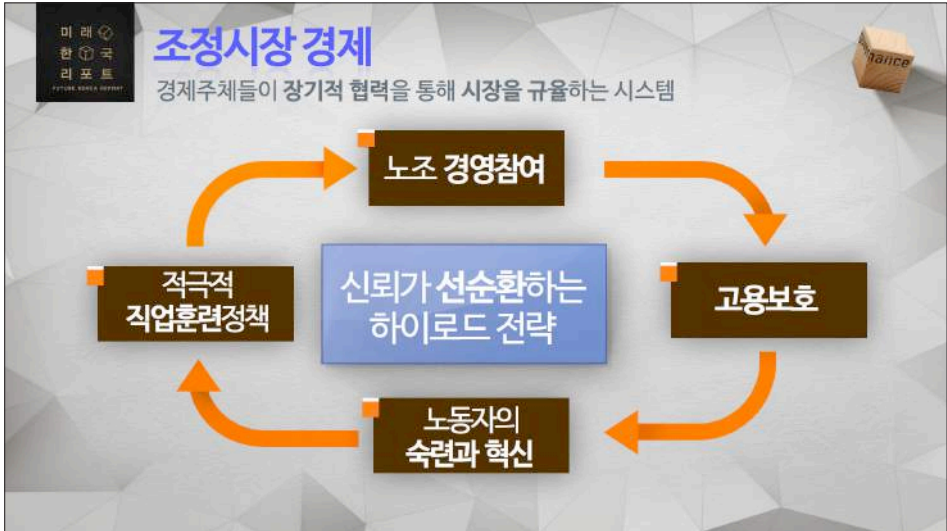 미래
한국
리포트
FUTURE KOREA REPORT
조정시장 경제
경제주체들이 장기적 협력을 통해 시장을 규율하는 시스템
노조 경영참여
적극적
직업훈련정책
신뢰가 선순환하는
하이로드 전략
고용보호
노동자의
숙련과 혁신